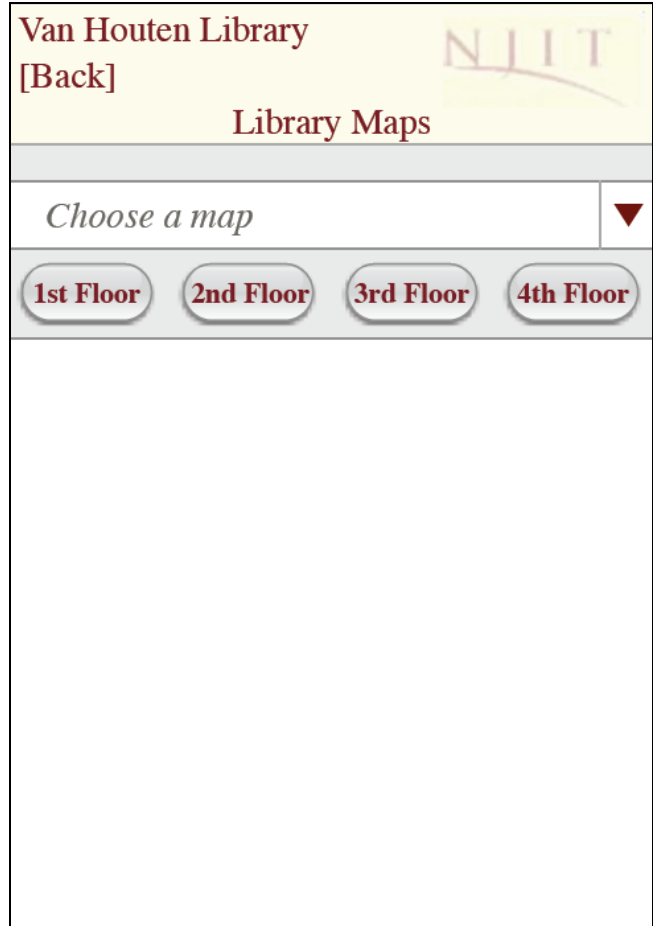 Van Houten Library
NJIT
[Back]
Library Maps
Choose a map
1st Floor 2nd Floor 3rd Floor 4th Floor